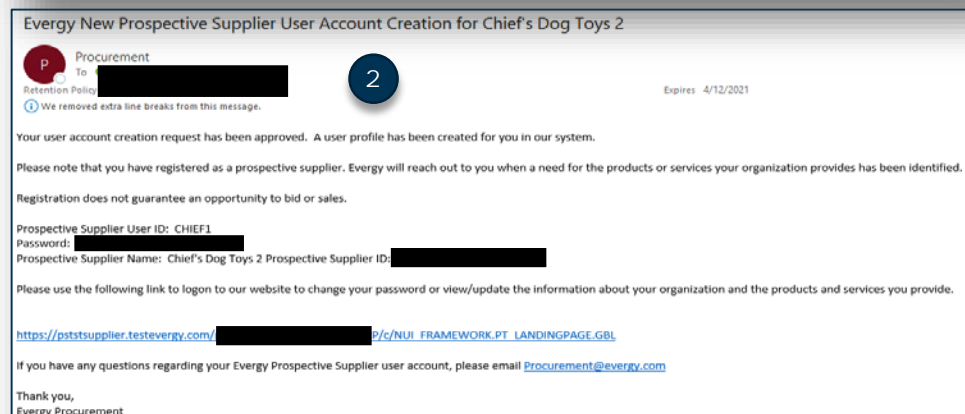 Evergy New Prospective Supplier User Account Creation for Chief's Dog Toys 2
P
Procurement
To
2
Retention Policy
Expires 4/12/2021
We removed extra line breaks from this message.
Your user account creation request has been approved. A user profile has been created for you in our system.
Please note that you have registered as a prospective supplier. Evergy will reach out to you when a need for the products or services your organization provides has been identified.
Registration does not guarantee an opportunity to bid or sales.
Prospective Supplier User ID: CHIEF1
Password:
Prospective Supplier Name: Chief's Dog Toys 2 Prospective Supplier ID:
Please use the following link to logon to our website to change your password or view/update the information about your organization and the products and services you provide.
https://pststsupplier.testevergy.com/ P/c/NUI_FRAMEWORK.PT_LANDINGPAGE.GBL
If you have any questions regarding your Evergy Prospective Supplier user account, please email Procurement@evergy.com
Thank you,
Evergy Procurement